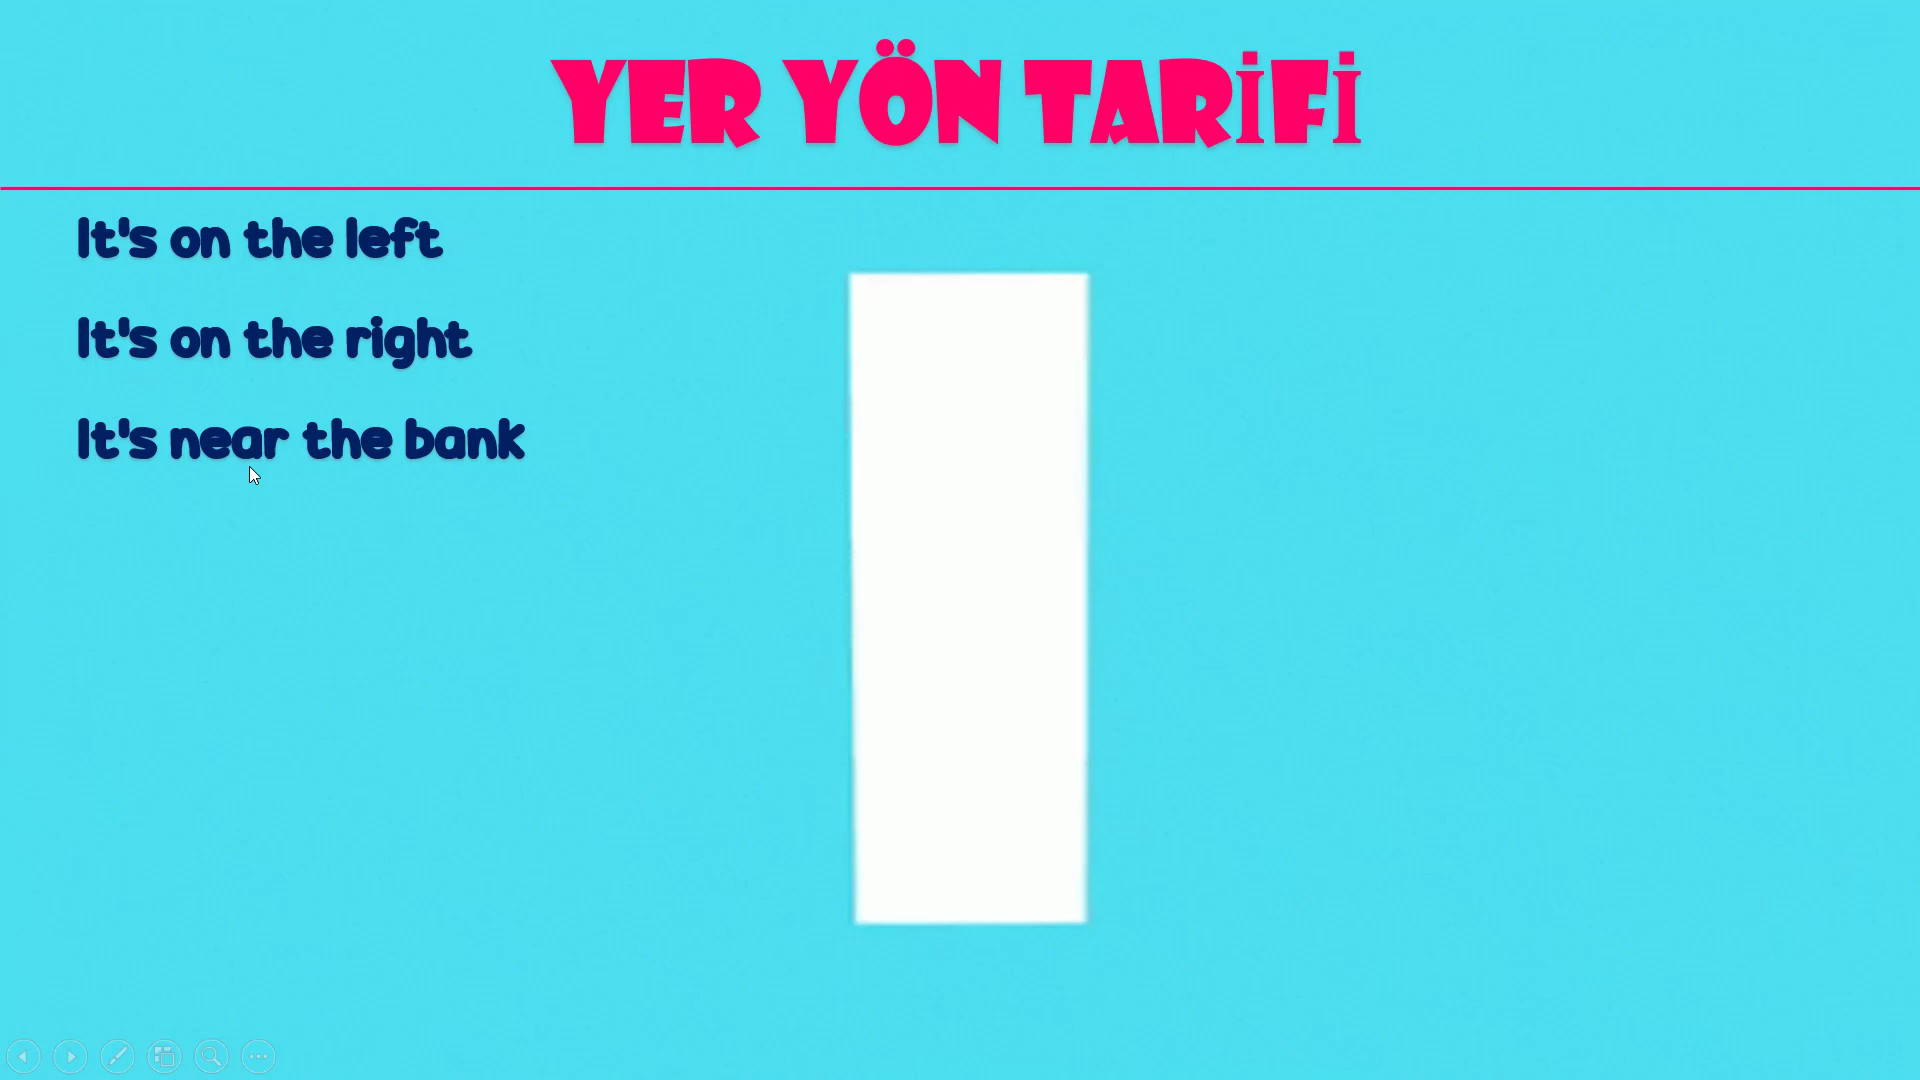 YER YÖN TARİFİ
It's on the left
It's on the right
It's near the bank